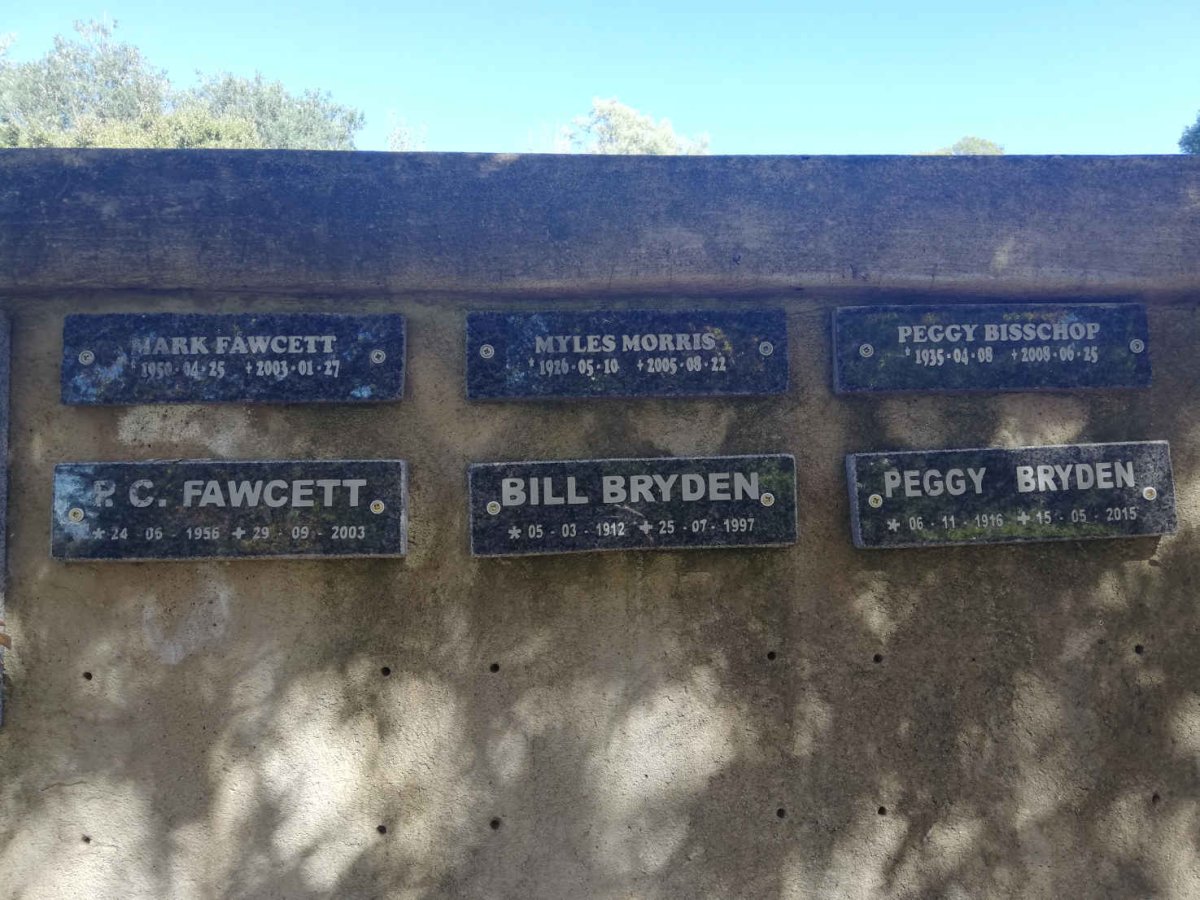 MARK FAWCETT
* 1950·04·25 +2003·01·27
MYLES MORRIS
* 1926·05·10 +2005·08·22
PEGGY BISSCHOP
* 1935·04·08 +2008·06·25
P. C. FAWCETT
* 24 · 06 · 1956 + 29 · 09 · 2003
BILL BRYDEN
* 05 · 03 · 1912 + 25 · 07 · 1997
PEGGY BRYDEN
* 06 · 11 · 1916 + 15 · 05 · 2015